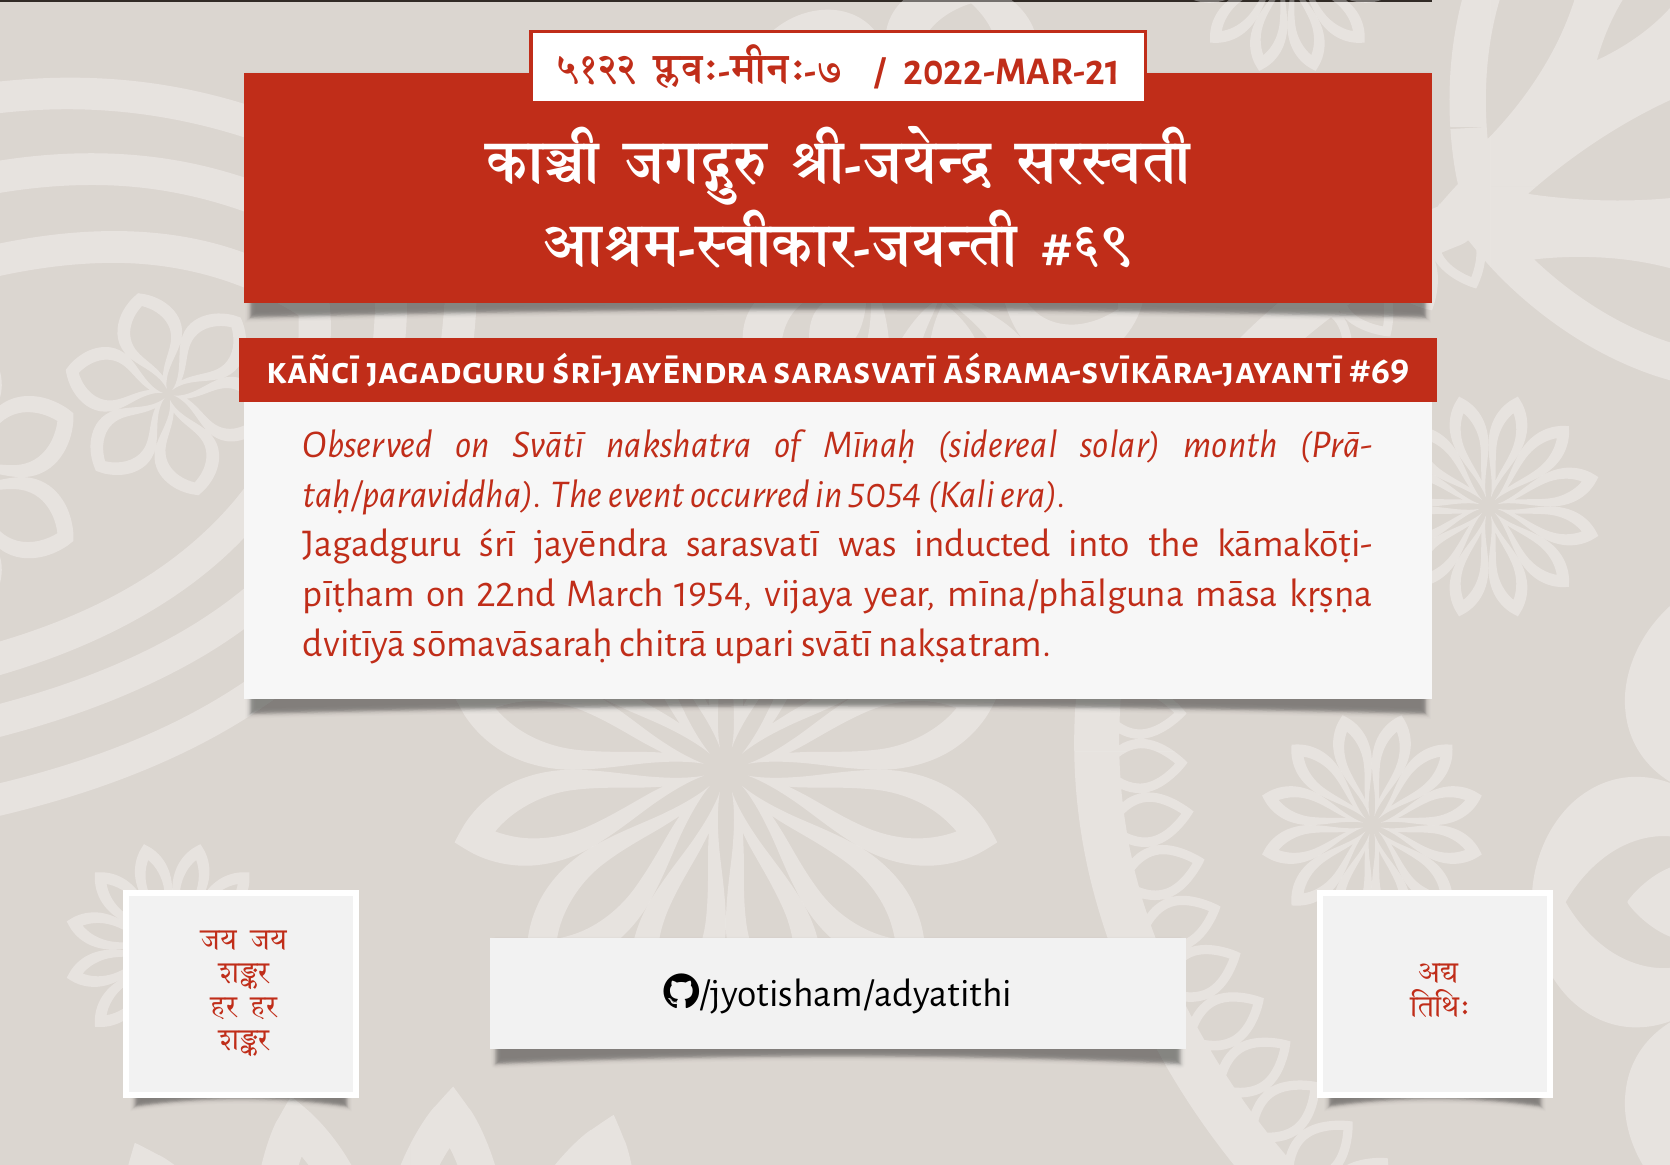 ५१२२ प्लवः-मीनः-७ / 2022-MAR-21
काञ्ची जगद्गुरु श्री-जयेन्द्र सरस्वती
आश्रम-स्वीकार-जयन्ती #६९
KĀÑCĪ JAGADGURU ŚRĪ-JAYĒNDRA SARASVATĪ ĀŚRAMA-SVĪKĀRA-JAYANTĪ #69
Observed on Svātī nakshatra of Mīnaḥ (sidereal solar) month (Prā-
taḥ/paraviddha). The event occurred in 5054 (Kali era).
Jagadguru śrī jayēndra sarasvatī was inducted into the kāmakōṭi-
pīṭham on 22nd March 1954, vijaya year, mīna/phālguna māsa kr̥ṣṇa
dvitīyā sōmavāsaraḥ chitrā upari svātī nakṣatram.
जय जय
शङ्कर
हर हर
शङ्कर
/jyotisham/adyatithi
अद्य
तिथिः